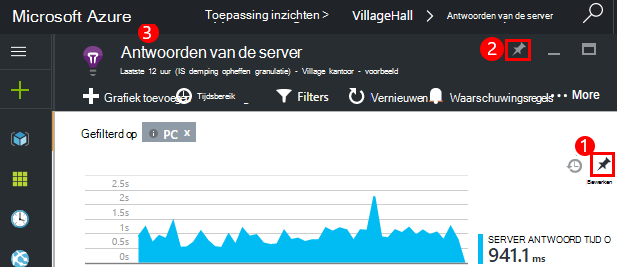 Microsoft Azure Toepassing inzichten > VillageHall > Antwoorden van de server
3
Antwoorden van de server
2
Laatste 12 uur (IS demping opheffen granulatie) - Village kantoor - voorbeeld
Grafiek toevoegen Tijdsbereik Filters Vernieuwen Waarschuwingsregels ••• More
Gefilterd op PC x
1
Bewerken
2.5s
2s
1.5s
1s
0.5s
0s
SERVER ANTWOORD TIJD O
941.1 ms